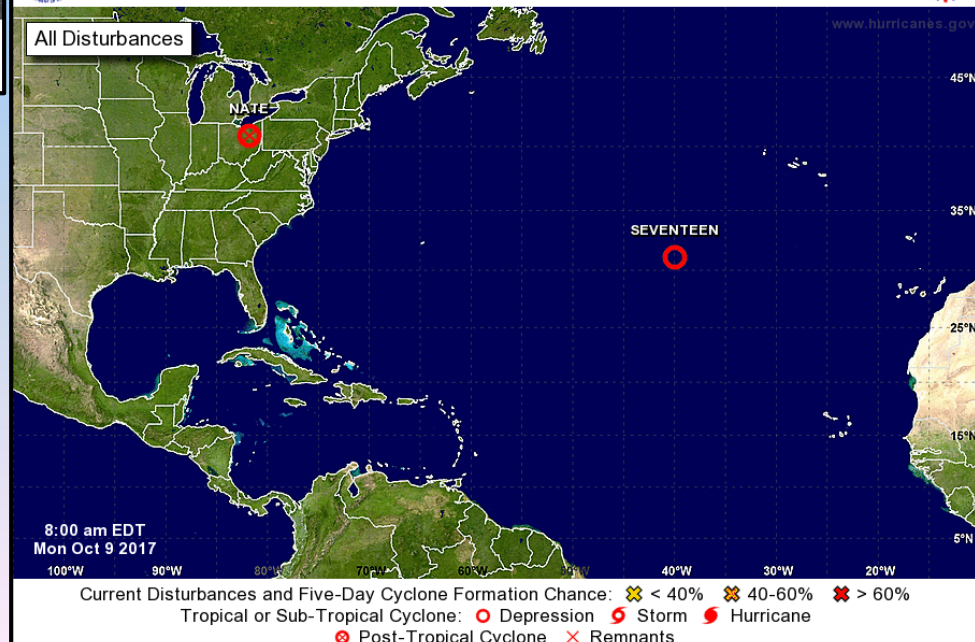 www.hurricanes.gov
All Disturbances
45°N
NATE
35°N
SEVENTEEN
25°N
15°N
8:00 am EDT
Mon Oct 9 2017
5°N
100°W 90°W 80°W 70°W 60°W 50°W 40°W 30°W 20°W
Current Disturbances and Five-Day Cyclone Formation Chance: < 40% 40-60% > 60%
Tropical or Sub-Tropical Cyclone: Depression Storm Hurricane
Post-Tropical Cyclone Remnants